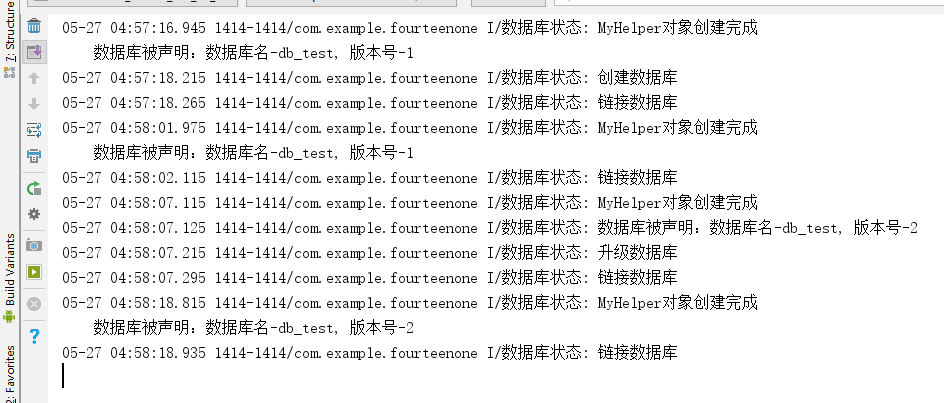 7: Structure
Build Variants
2: Favorites
05-27 04:57:16.945 1414-1414/com.example.fourteenone I/数据库状态: MyHelper对象创建完成
数据库被声明：数据库名-db_test, 版本号-1
05-27 04:57:18.215 1414-1414/com.example.fourteenone I/数据库状态: 创建数据库
05-27 04:57:18.265 1414-1414/com.example.fourteenone I/数据库状态: 链接数据库
05-27 04:58:01.975 1414-1414/com.example.fourteenone I/数据库状态: MyHelper对象创建完成
数据库被声明：数据库名-db_test, 版本号-1
05-27 04:58:02.115 1414-1414/com.example.fourteenone I/数据库状态: 链接数据库
05-27 04:58:07.115 1414-1414/com.example.fourteenone I/数据库状态: MyHelper对象创建完成
05-27 04:58:07.125 1414-1414/com.example.fourteenone I/数据库状态: 数据库被声明：数据库名-db_test, 版本号-2
05-27 04:58:07.215 1414-1414/com.example.fourteenone I/数据库状态: 升级数据库
05-27 04:58:07.295 1414-1414/com.example.fourteenone I/数据库状态: 链接数据库
05-27 04:58:18.815 1414-1414/com.example.fourteenone I/数据库状态: MyHelper对象创建完成
数据库被声明：数据库名-db_test, 版本号-2
05-27 04:58:18.935 1414-1414/com.example.fourteenone I/数据库状态: 链接数据库